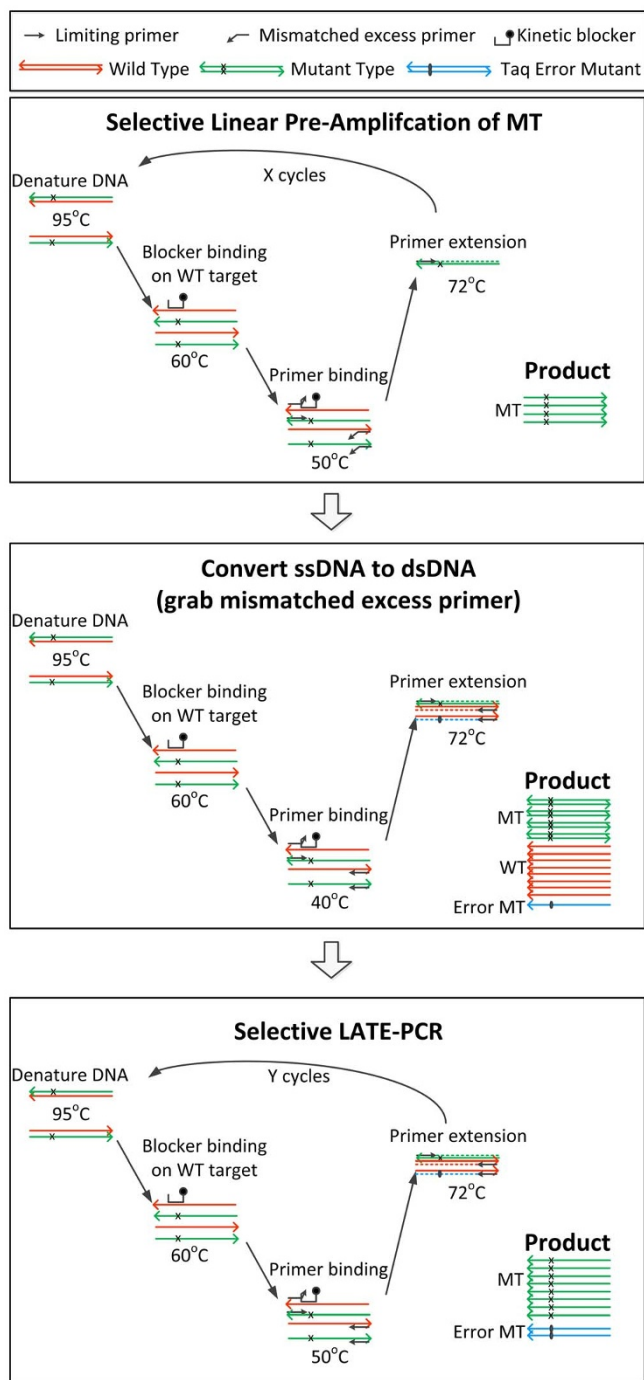 Limiting primer
Mismatched excess primer
Kinetic blocker
Wild Type
Mutant Type
Taq Error Mutant
Selective Linear Pre-Amplifcation of MT
X cycles
Denature DNA
95°C
Blocker binding
on WT target
60°C
Primer binding
50°C
Primer extension
72°C
Product
MT
Convert ssDNA to dsDNA
(grab mismatched excess primer)
Denature DNA
95°C
Blocker binding
on WT target
60°C
Primer binding
40°C
Primer extension
72°C
Product
MT
WT
Error MT
Selective LATE-PCR
Y cycles
Denature DNA
95°C
Blocker binding
on WT target
60°C
Primer binding
50°C
Primer extension
72°C
Product
MT
Error MT